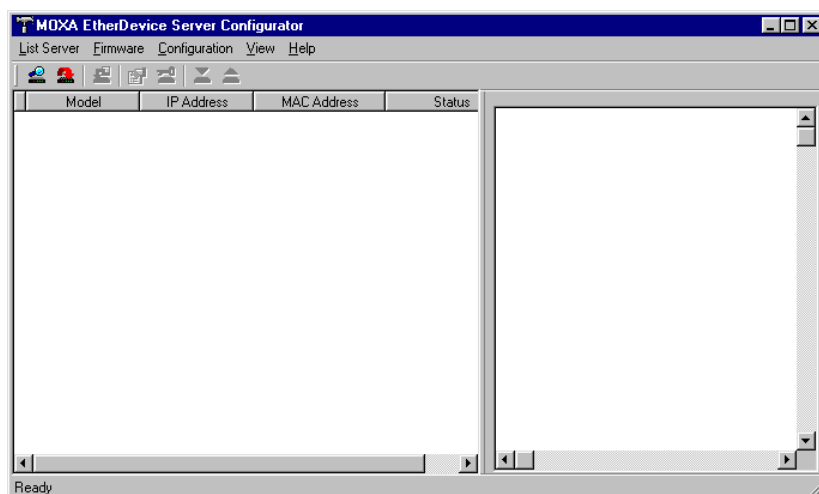 MOXA EtherDevice Server Configurator
List Server Firmware Configuration View Help
Model IP Address MAC Address Status
Ready